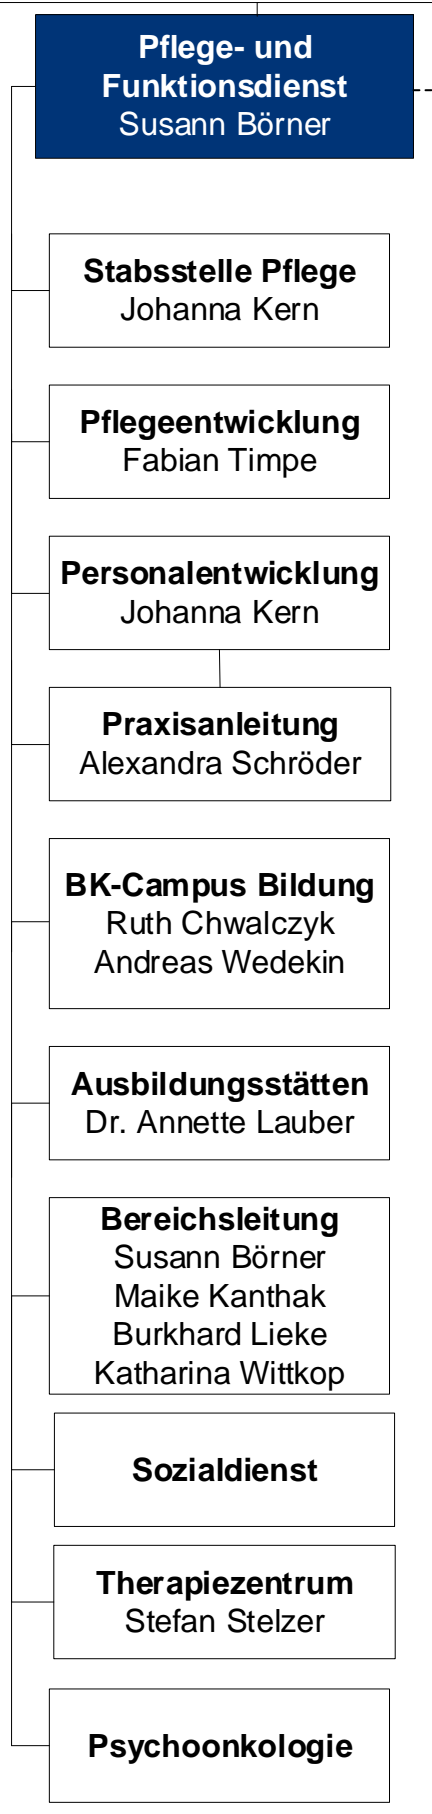 Pflege- und
Funktionsdienst
Susann Börner
Stabsstelle Pflege
Johanna Kern
Pflegeentwicklung
Fabian Timpe
Personalentwicklung
Johanna Kern
Praxisanleitung
Alexandra Schröder
BK-Campus Bildung
Ruth Chwalczyk
Andreas Wedekin
Ausbildungsstätten
Dr. Annette Lauber
Bereichsleitung
Susann Börner
Maike Kanthak
Burkhard Lieke
Katharina Wittkop
Sozialdienst
Therapiezentrum
Stefan Stelzer
Psychoonkologie